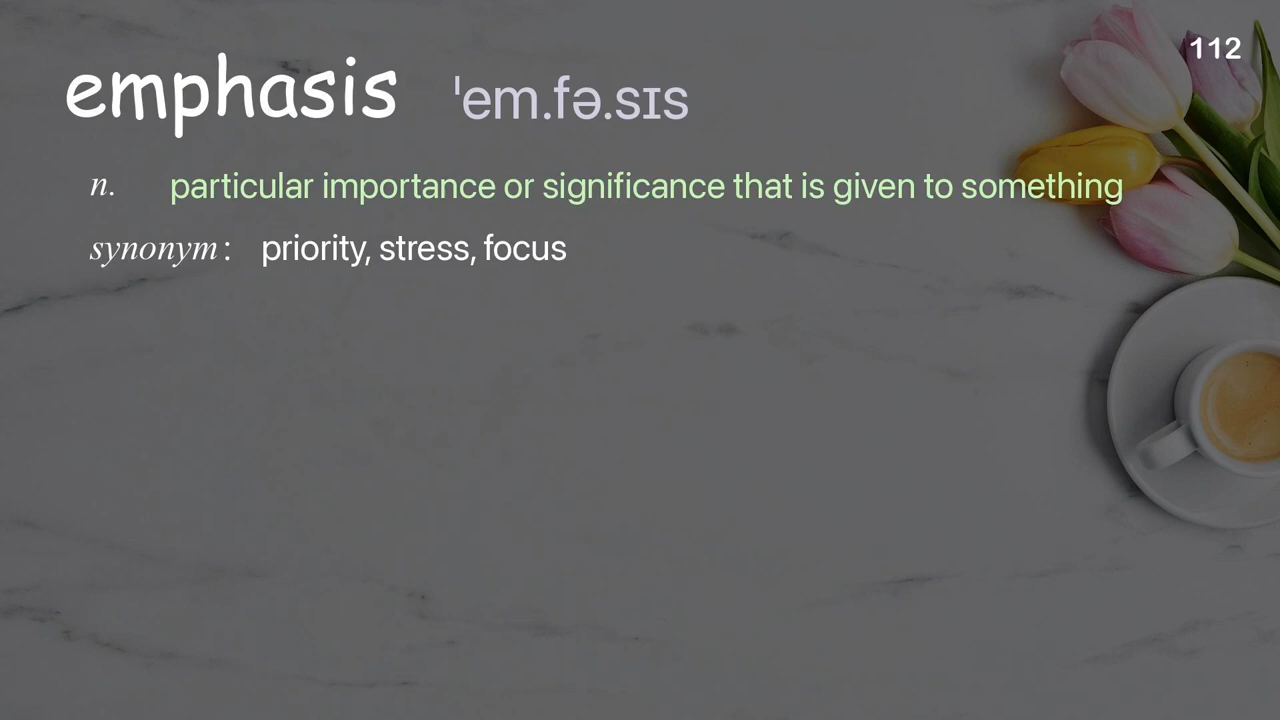 112
emphasis ˈem.fə.sɪs
n. particular importance or significance that is given to something
synonym: priority, stress, focus